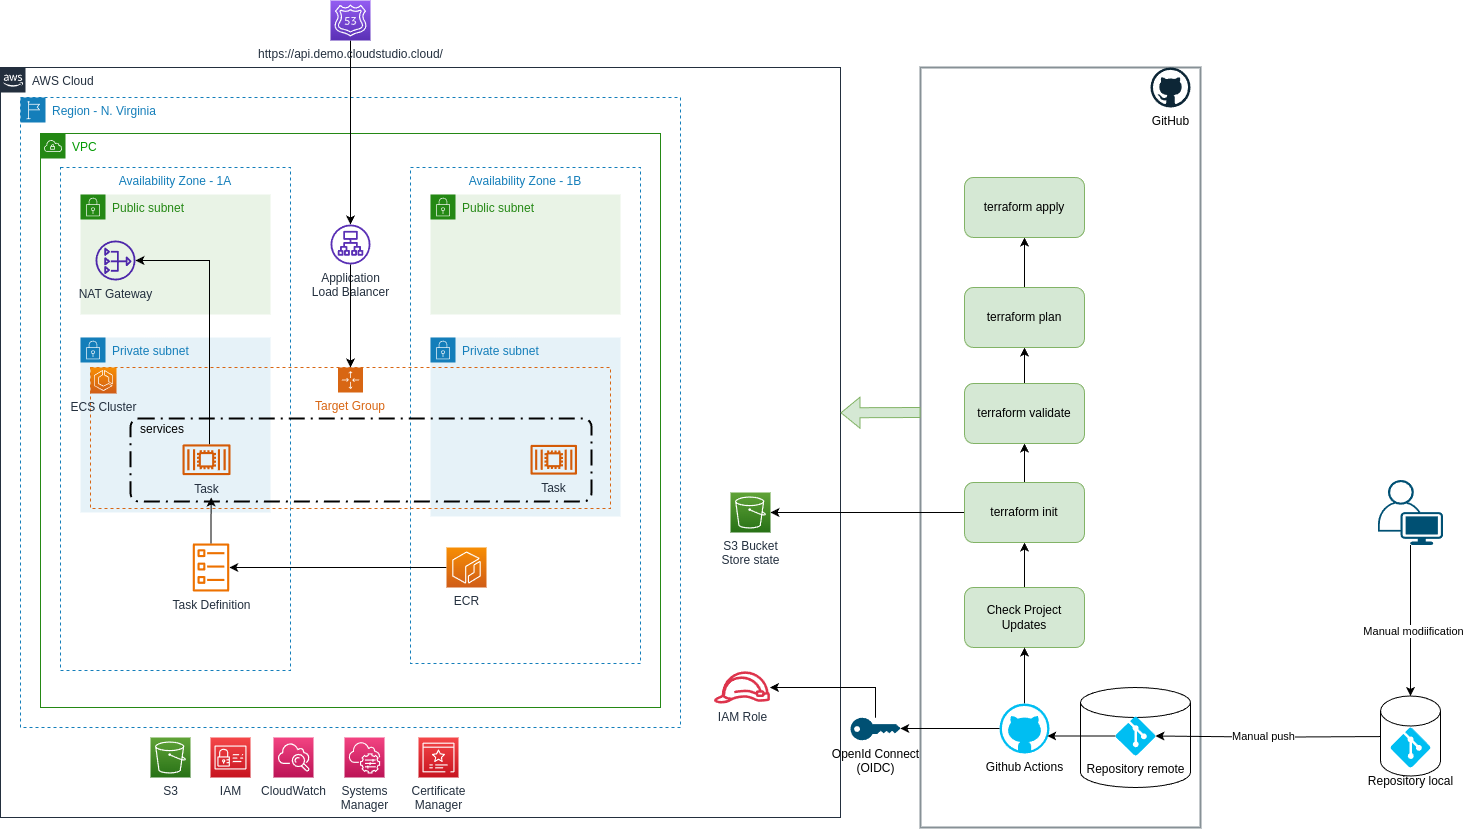 53
https://api.demo.cloudstudio.cloud/
aws
AWS Cloud
Region - N. Virginia
VPC
Availability Zone - 1A
Public subnet
NAT Gateway
Private subnet
ECS Cluster
Application
Load Balancer
Target Group
Availability Zone - 1B
Public subnet
Private subnet
services
Task
Task
Task Definition
ECR
S3
IAM
CloudWatch
Systems
Manager
Certificate
Manager
S3 Bucket
Store state
IAM Role
OpenId Connect
(OIDC)
GitHub
terraform apply
terraform plan
terraform validate
terraform init
Check Project
Updates
Github Actions
Repository remote
Manual push
Manual modiification
Repository local